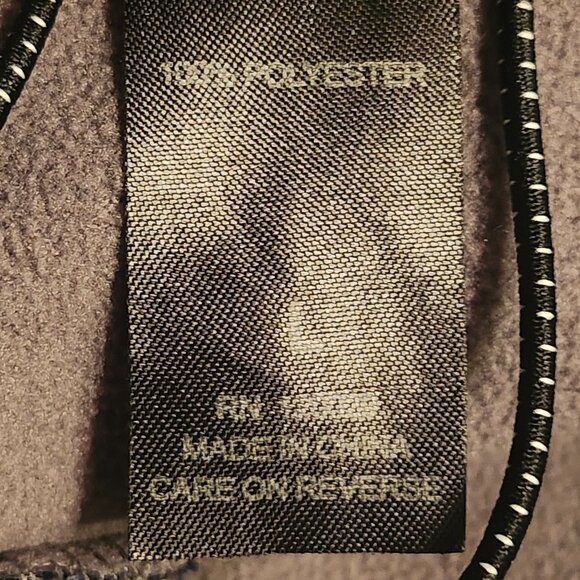 100% POLYESTER
L
RN
MADE IN CHINA
CARE ON REVERSE